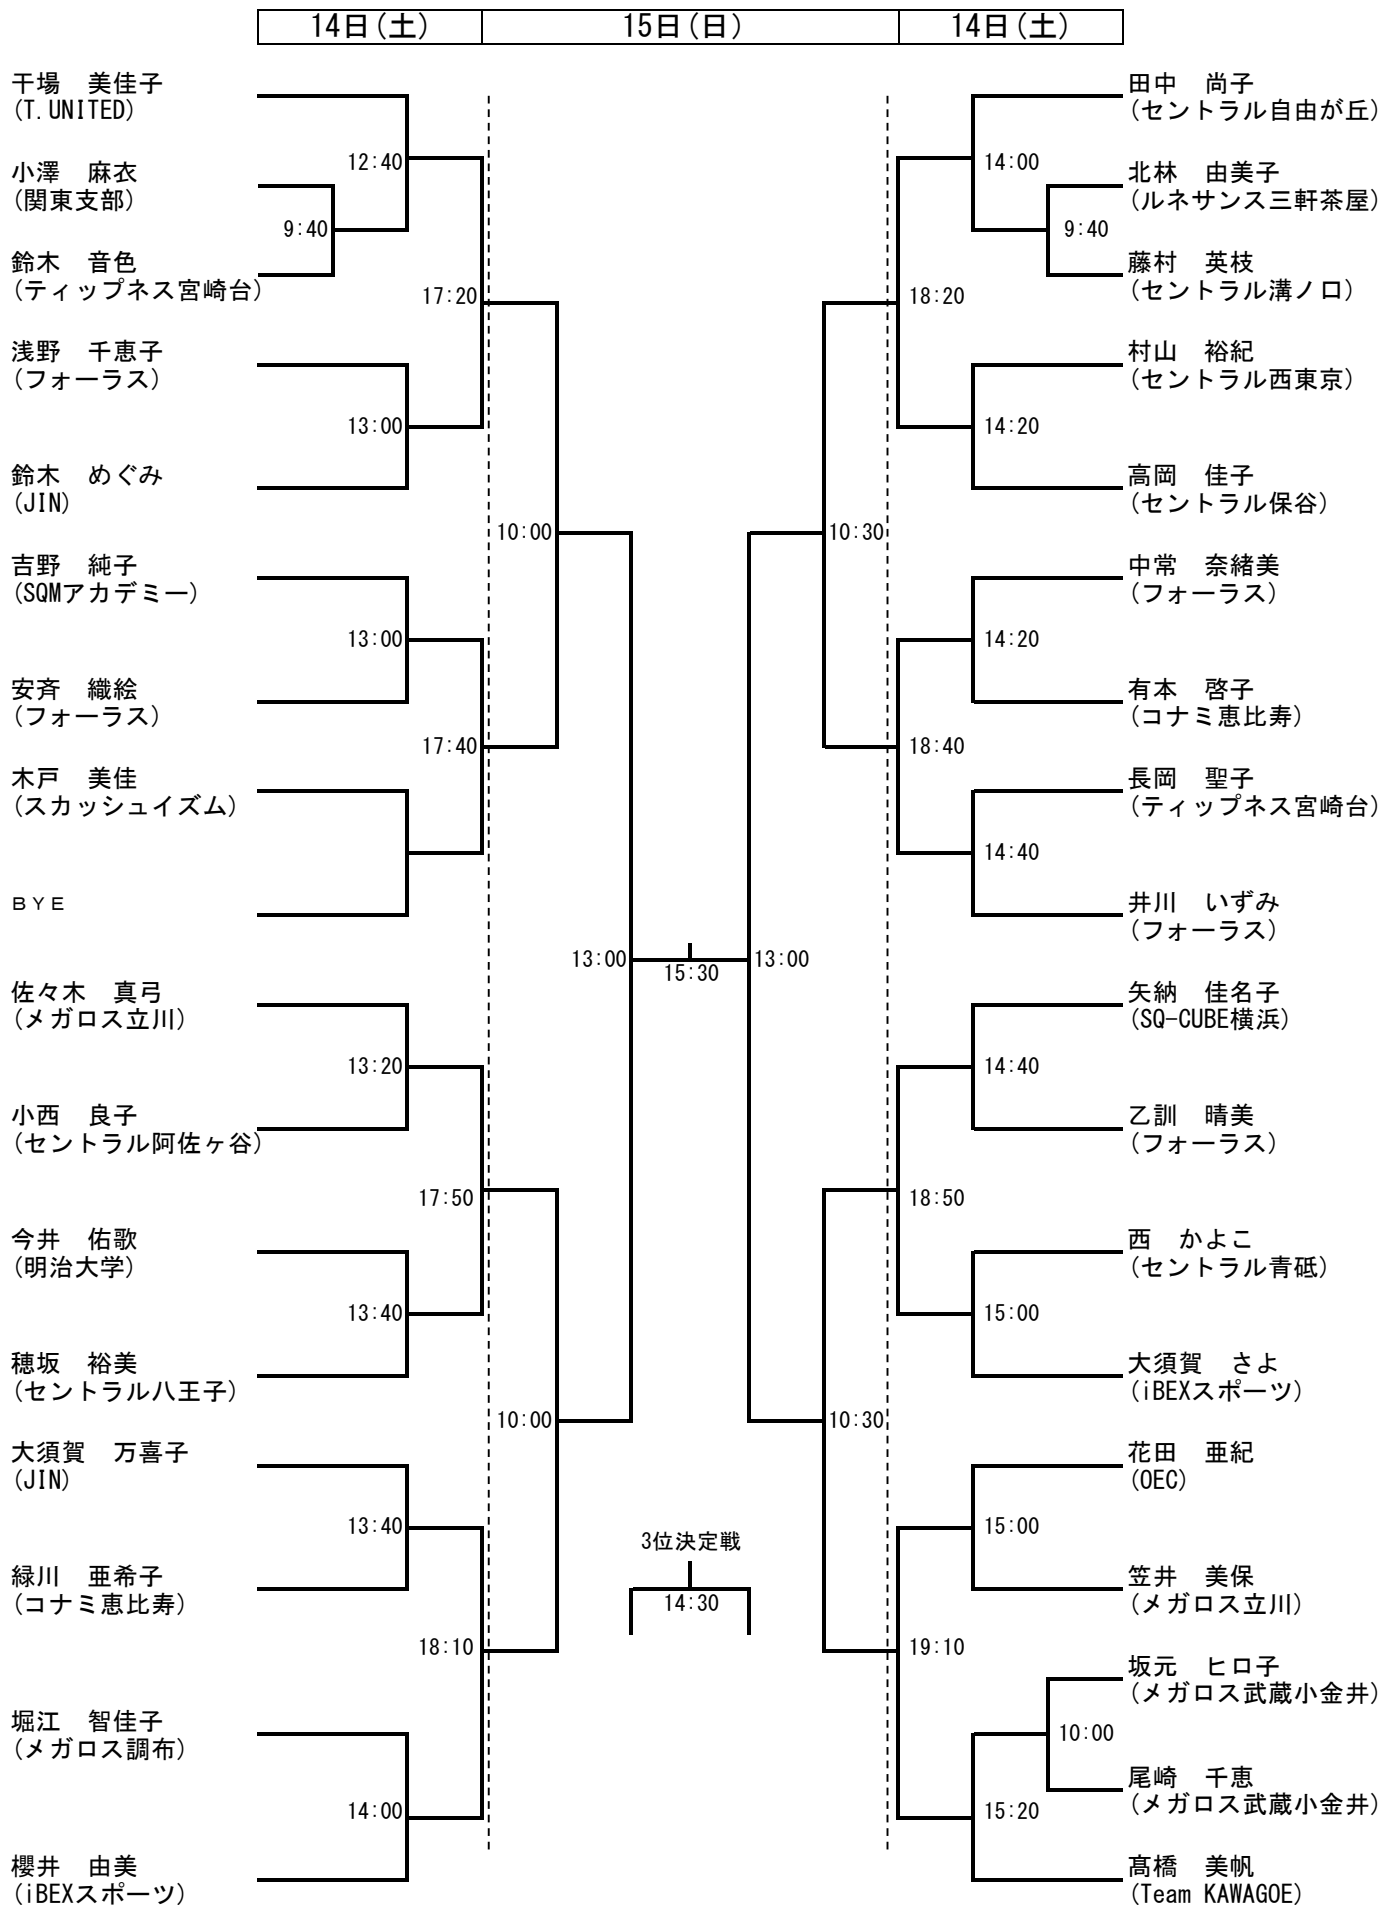 14日(土)
15日(日)
14日(土)
干場　美佳子
(T.UNITED)
小澤　麻衣
(関東支部)
鈴木　音色
(ティップネス宮崎台)
浅野　千恵子
(フォーラス)
鈴木　めぐみ
(JIN)
吉野　純子
(SQMアカデミー)
安斉　織絵
(フォーラス)
木戸　美佳
(スカッシュイズム)
ＢＹＥ
佐々木　真弓
(メガロス立川)
小西　良子
(セントラル阿佐ヶ谷)
今井　佑歌
(明治大学)
穂坂　裕美
(セントラル八王子)
大須賀　万喜子
(JIN)
緑川　亜希子
(コナミ恵比寿)
堀江　智佳子
(メガロス調布)
櫻井　由美
(iBEXスポーツ)
12:40
9:40
17:20
13:00
13:00
17:40
13:20
17:50
13:40
13:40
18:10
14:00
10:00
10:00
13:00
15:30
13:00
3位決定戦
14:30
10:30
10:30
14:00
9:40
18:20
14:20
14:20
18:40
14:40
14:40
18:50
15:00
15:00
19:10
10:00
15:20
田中　尚子
(セントラル自由が丘)
北林　由美子
(ルネサンス三軒茶屋)
藤村　英枝
(セントラル溝ノ口)
村山　裕紀
(セントラル西東京)
高岡　佳子
(セントラル保谷)
中常　奈緒美
(フォーラス)
有本　啓子
(コナミ恵比寿)
長岡　聖子
(ティップネス宮崎台)
井川　いずみ
(フォーラス)
矢納　佳名子
(SQ-CUBE横浜)
乙訓　晴美
(フォーラス)
西　かよこ
(セントラル青砥)
大須賀　さよ
(iBEXスポーツ)
花田　亜紀
(OEC)
笠井　美保
(メガロス立川)
坂元　ヒロ子
(メガロス武蔵小金井)
尾崎　千恵
(メガロス武蔵小金井)
髙橋　美帆
(Team KAWAGOE)